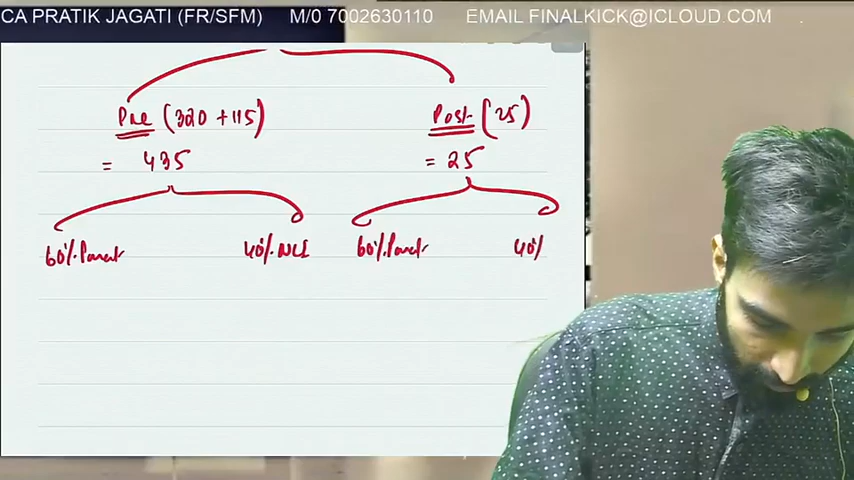 CA PRATIK JAGATI (FR/SFM) M/0 7002630110 EMAIL FINALKICK@ICLOUD.COM
Pre (320 + 115) Post (25)
= 435 = 25
60% Parent 40% NCI 60% Parent 40%